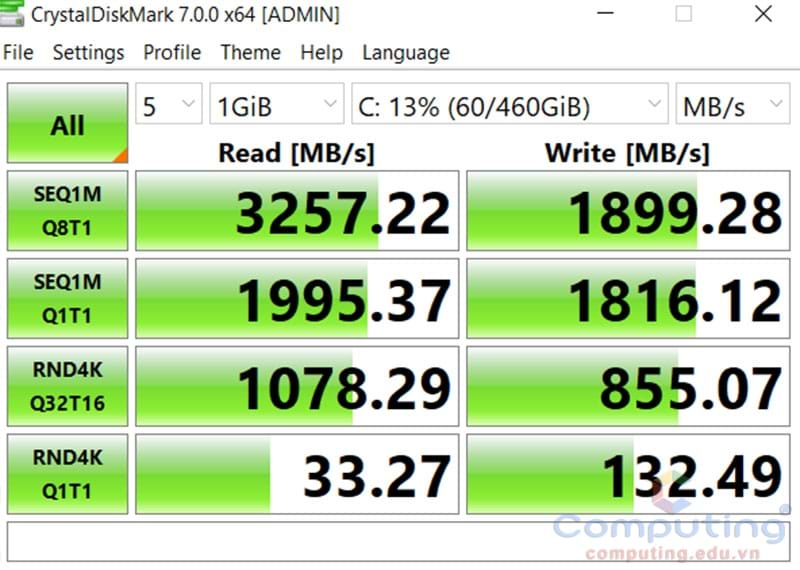 CrystalDiskMark 7.0.0 x64 [ADMIN]
File Settings Profile Theme Help Language
All 5 1GiB C: 13% (60/460GiB) MB/s
Read [MB/s] Write [MB/s]
SEQ1M
Q8T1
3257.22 1899.28
SEQ1M
Q1T1
1995.37 1816.12
RND4K
Q32T16
1078.29 855.07
RND4K
Q1T1
33.27 132.49
Computing
computing.edu.vn